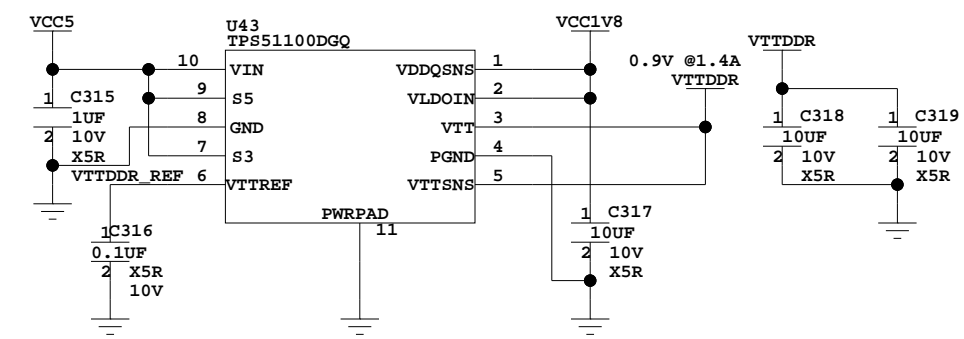 VCC5
U43
TPS51100DGQ
VCC1V8
0.9V @1.4A
VTTDDR
VTTDDR
10 VIN
9 S5
8 GND
7 S3
VTTDDR_REF 6 VTTREF
VDDQSNS 1
VLDOIN 2
VTT 3
PGND 4
VTTSNS 5
PWRPAD
11
1 C315
1UF
2 10V
X5R
1 C316
0.1UF
2 X5R
10V
1 C317
10UF
2 10V
X5R
1 C318
10UF
2 10V
X5R
1 C319
10UF
2 10V
X5R